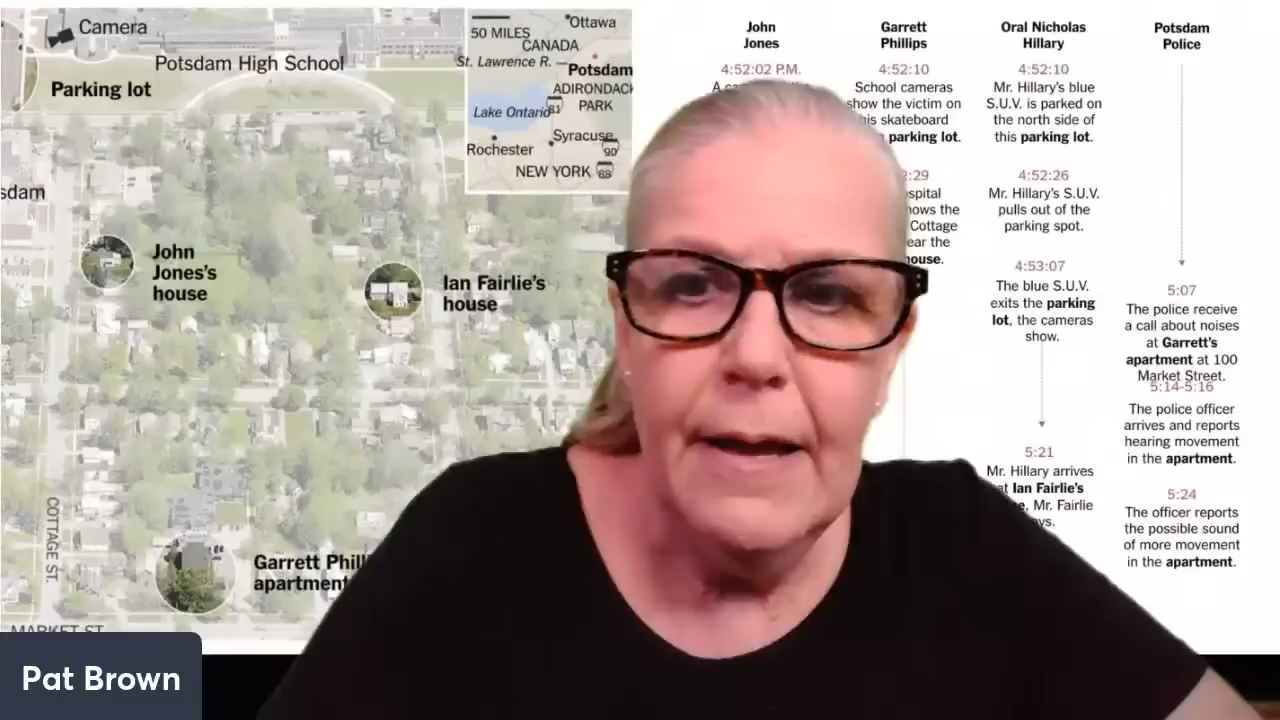 Camera
Potsdam High School
Parking lot
50 MILES
Ottawa
CANADA
St. Lawrence R.
Potsdam
ADIRONDACK
PARK
Lake Ontario
81
Syracuse
90
Rochester
NEW YORK
88
sdam
John
Jones's
house
Ian Fairlie's
house
COTTAGE ST.
Garrett Phill
apartment
MARKET ST.
John
Jones
4:52:02 P.M.
Garrett
Phillips
4:52:10
School cameras
show the victim on
his skateboard
parking lot.
2:29
spital
hows the
Cottage
ear the
house.
Oral Nicholas
Hillary
4:52:10
Mr. Hillary's blue
S.U.V. is parked on
the north side of
this parking lot.
4:52:26
Mr. Hillary's S.U.V.
pulls out of the
parking spot.
4:53:07
The blue S.U.V.
exits the parking
lot, the cameras
show.
5:21
Mr. Hillary arrives
at Ian Fairlie's
e, Mr. Fairlie
ys.
Potsdam
Police
5:07
The police receive
a call about noises
at Garrett's
apartment at 100
Market Street.
5:14-5:16
The police officer
arrives and reports
hearing movement
in the apartment.
5:24
The officer reports
the possible sound
of more movement
in the apartment.
Pat Brown